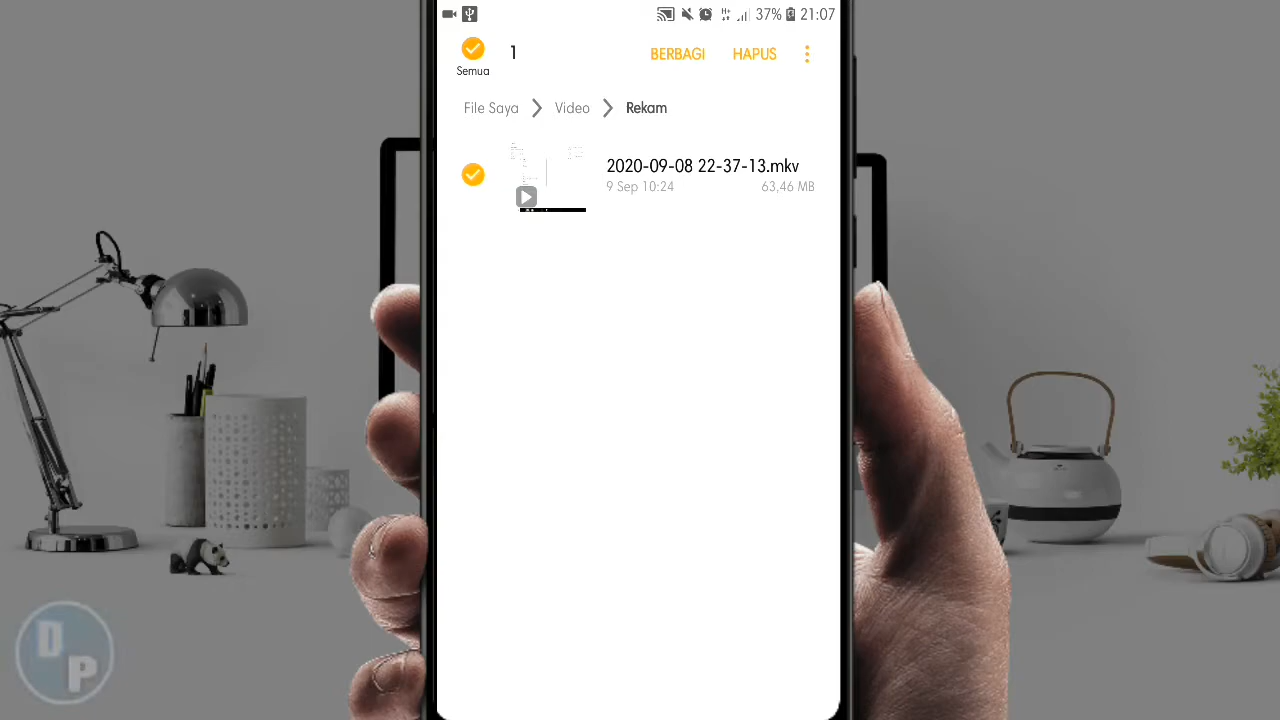 37% 21:07
Semua 1 BERBAGI HAPUS
File Saya Video Rekam
2020-09-08 22-37-13.mkv
9 Sep 10:24 63,46 MB
D
P